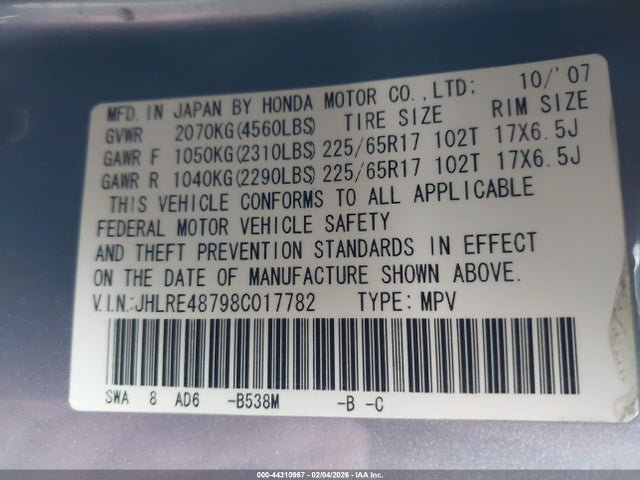 MFD. IN JAPAN BY HONDA MOTOR CO., LTD: 10/'07
GVWR 2070KG(4560LBS) TIRE SIZE RIM SIZE
GAWR F 1050KG(2310LBS) 225/65R17 102T 17X6.5J
GAWR R 1040KG(2290LBS) 225/65R17 102T 17X6.5J
THIS VEHICLE CONFORMS TO ALL APPLICABLE
FEDERAL MOTOR VEHICLE SAFETY
AND THEFT PREVENTION STANDARDS IN EFFECT
ON THE DATE OF MANUFACTURE SHOWN ABOVE.
V.I.N.:JHLRE48798C017782 TYPE: MPV
SWA 8 AD6 -B538M -B -C
000-44310967 - 02/04/2026 - IAA Inc.